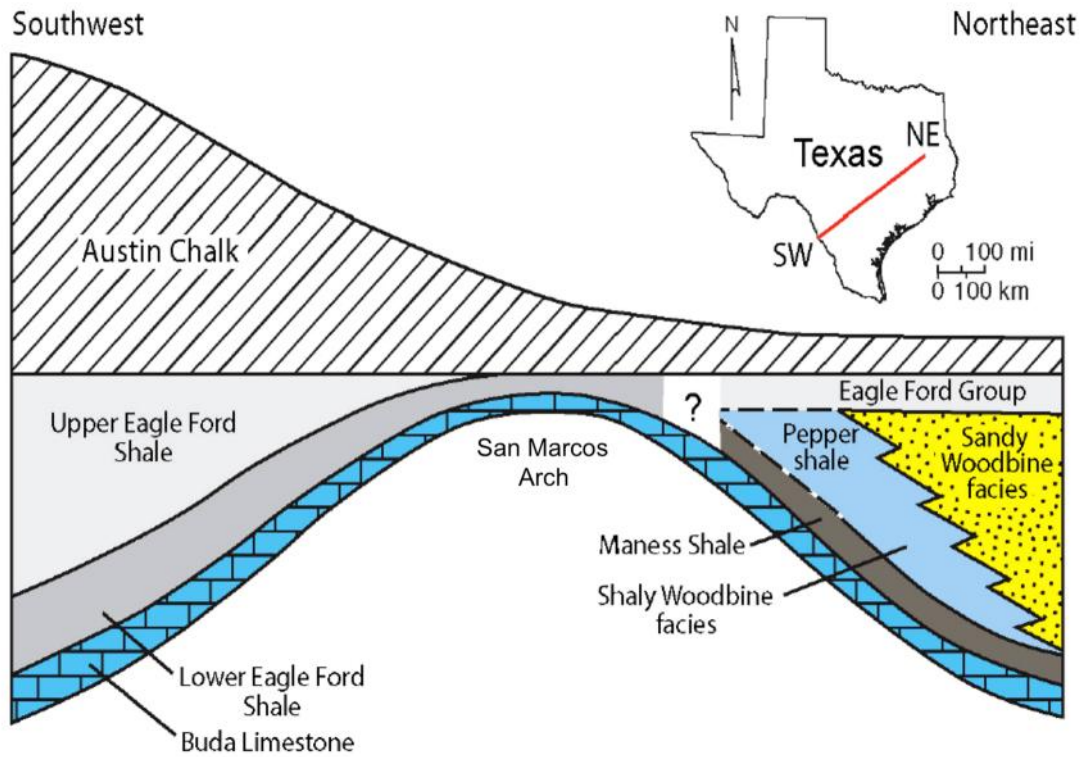 Southwest
Northeast
N
Texas
NE
SW
0 100 mi
0 100 km
Austin Chalk
Upper Eagle Ford
Shale
San Marcos
Arch
?
Eagle Ford Group
Pepper
shale
Sandy
Woodbine
facies
Maness Shale
Shaly Woodbine
facies
Lower Eagle Ford
Shale
Buda Limestone